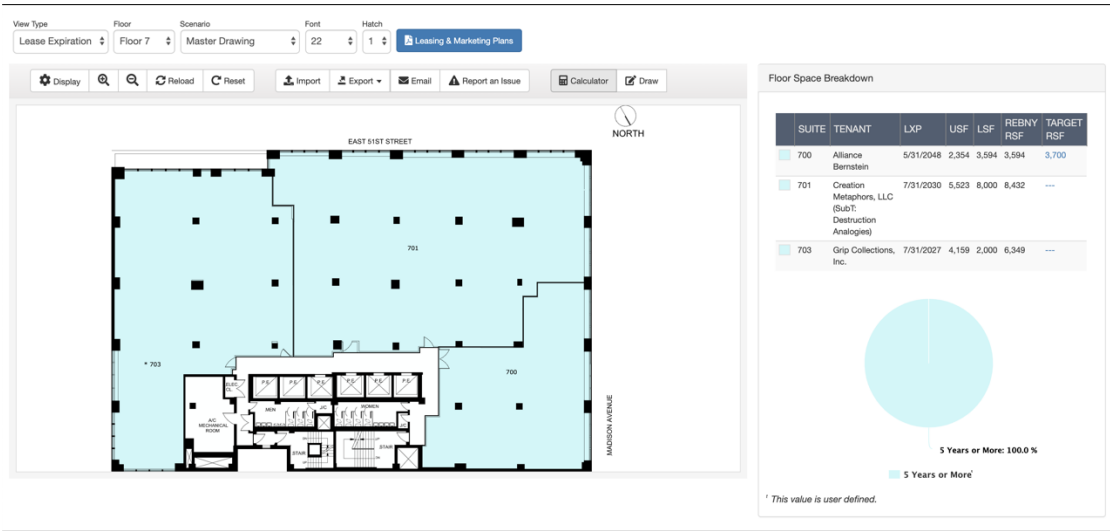 View Type Floor Scenario Font Hatch
Lease Expiration Floor 7 Master Drawing 22 1 Leasing & Marketing Plans
Display Reload Reset Import Export Email Report an Issue Calculator Draw
Floor Space Breakdown
NORTH
EAST 51ST STREET
SUITE TENANT LXP USF LSF REBNY RSF TARGET RSF
700 Alliance Bernstein 5/31/2048 2,354 3,594 3,594 3,700
701 Creation Metaphors, LLC (SubT: Destruction Analogies) 7/31/2030 5,523 8,000 8,432 ---
703 Grip Collections, Inc. 7/31/2027 4,159 2,000 6,349 ---
701
* 703
700
ELEC CL.
P.E. P.E. P.E. P.E. P.E. P.E.
MEN J/C WOMEN
A/C MECHANICAL ROOM
J/C
STAIR STAIR
MADISON AVENUE
5 Years or More: 100.0 %
5 Years or More¹
¹ This value is user defined.